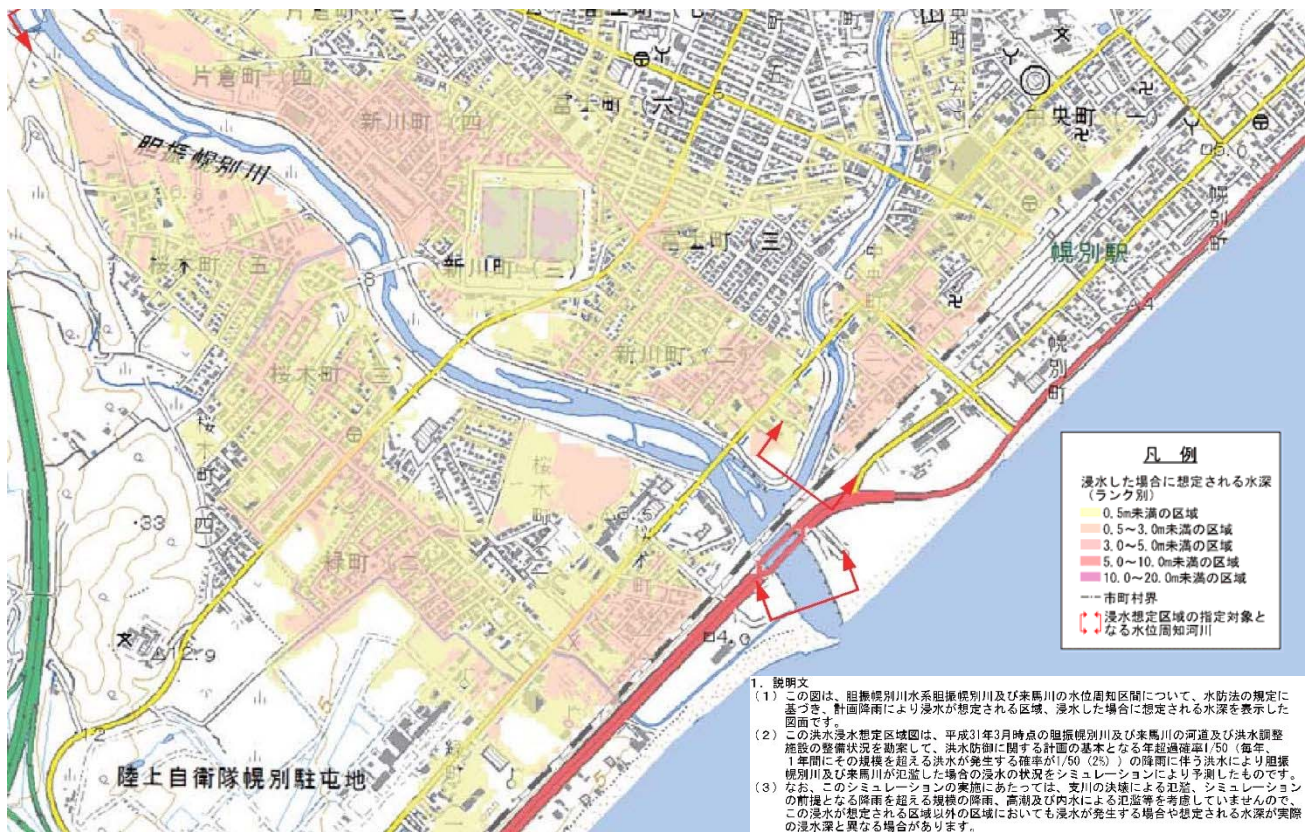 片倉町（四）
新川町（四）
富士町（六）
5
5
胆振幌別川
中央町（一）
5.0
幌別町
桜木町（五）
8
新川町（三）
富士町（三）
幌別駅
4.4
幌別町
桜木町（三）
新川町（二）
桜木町（四）
・33
桜木町
3.5
緑町（二）
4.0
12.9
12
陸上自衛隊幌別駐屯地
凡 例
浸水した場合に想定される水深
（ランク別）
0.5m未満の区域
0.5～3.0m未満の区域
3.0～5.0m未満の区域
5.0～10.0m未満の区域
10.0～20.0m未満の区域
市町村界
浸水想定区域の指定対象と
なる水位周知河川
1．説明文
（1） この図は、胆振幌別川水系胆振幌別川及び来馬川の水位周知区間について、水防法の規定に
基づき、計画降雨により浸水が想定される区域、浸水した場合に想定される水深を表示した
図面です。
（2） この洪水浸水想定区域図は、平成31年3月時点の胆振幌別川及び来馬川の河道及び洪水調整
施設の整備状況を勘案して、洪水防御に関する計画の基本となる年超過確率1/50（毎年、
1年間にその規模を超える洪水が発生する確率が1/50（2%））の降雨に伴う洪水により胆振
幌別川及び来馬川が氾濫した場合の浸水の状況をシミュレーションにより予測したものです。
（3） なお、このシミュレーションの実施にあたっては、支川の決壊による氾濫、シミュレーション
の前提となる降雨を超える規模の降雨、高潮及び内水による氾濫等を考慮していませんので、
この浸水が想定される区域以外の区域においても浸水が発生する場合や想定される水深が実際
の浸水深と異なる場合があります。